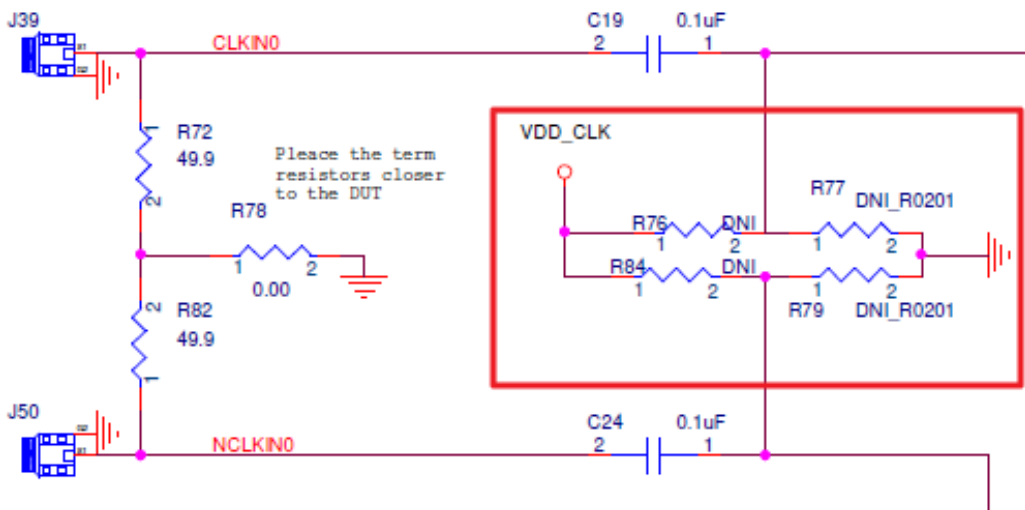 J39
C19
0.1uF
CLKIN0
2
1
VDD_CLK
1
R72
49.9
2
Pleace the term
resistors closer
to the DUT
R77
DNI_R0201
R76
DNI
1
2
1
2
R78
1
2
0.00
R84
DNI
1
2
1
2
R79
DNI_R0201
2
R82
49.9
1
J50
C24
0.1uF
NCLKIN0
2
1